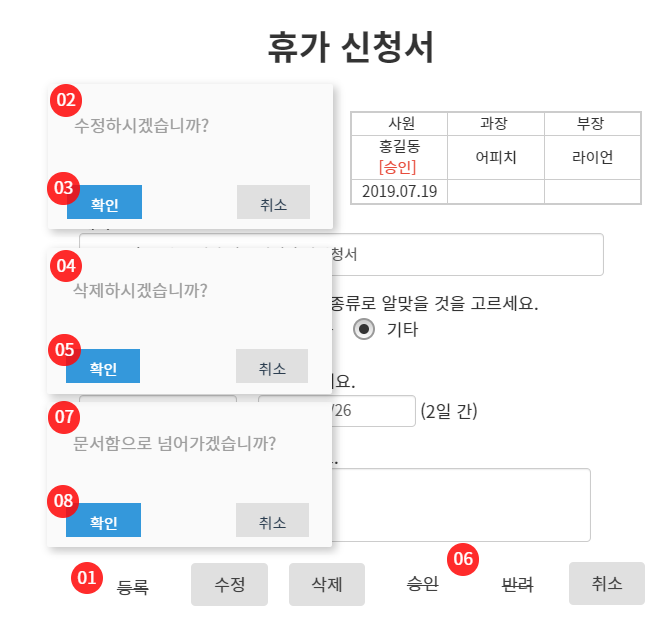 휴가 신청서
02
수정하시겠습니까?
03
확인
취소
사원
과장
부장
홍길동
[승인]
어피치
라이언
2019.07.19
청서
04
삭제하시겠습니까?
종류로 알맞을 것을 고르세요.
기타
05
확인
취소
요.
/26
(2일 간)
07
문서함으로 넘어가겠습니까?
08
확인
취소
06
01
등록
수정
삭제
승인
반려
취소